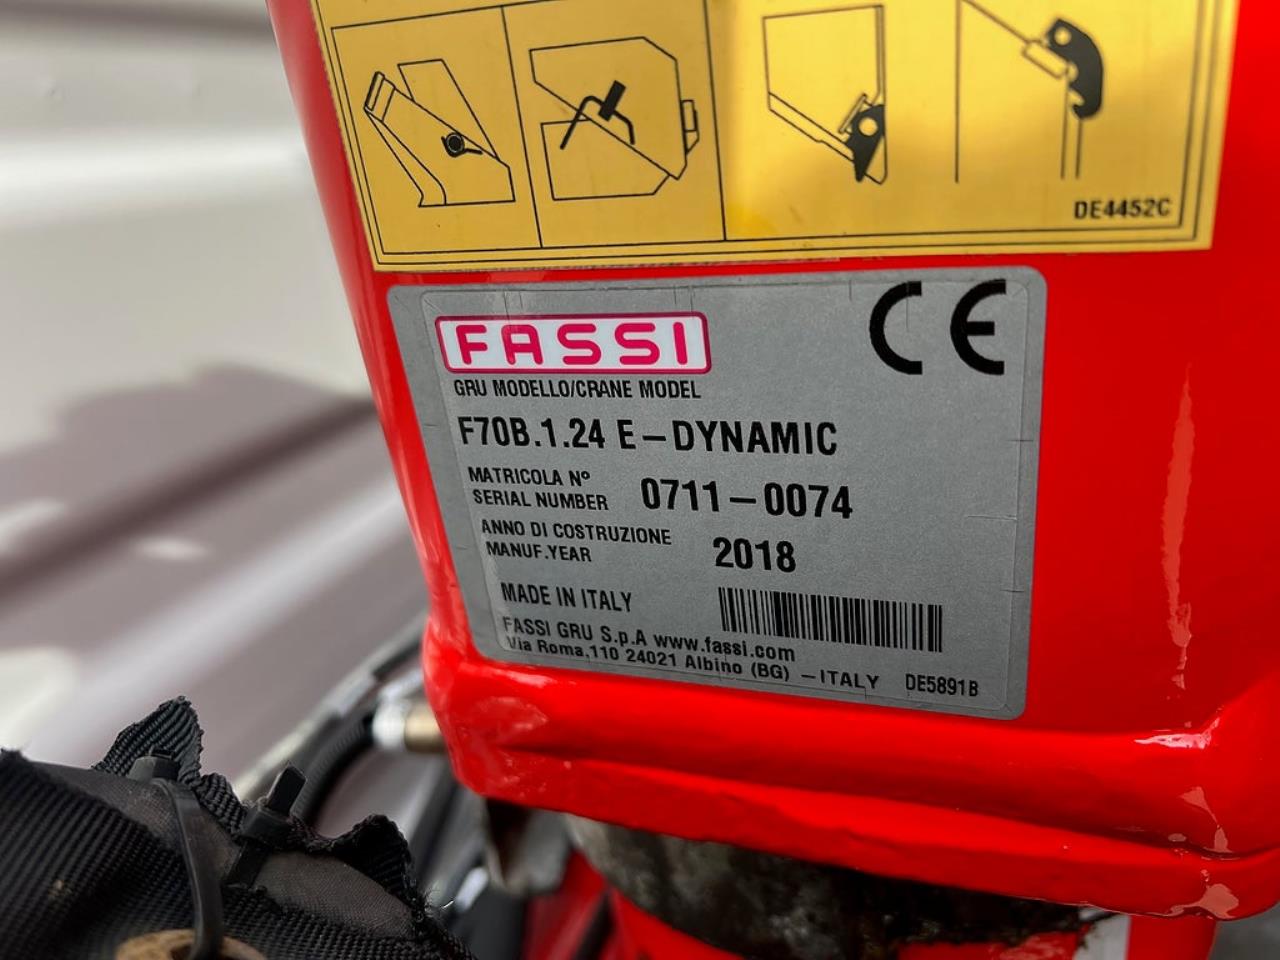 DE4452C
FASSI
CE
GRU MODELLO/CRANE MODEL
F70B.1.24 E-DYNAMIC
MATRICOLA Nº
SERIAL NUMBER 0711-0074
ANNO DI COSTRUZIONE
MANUF.YEAR 2018
MADE IN ITALY
FASSI GRU S.p.A www.fassi.com
Via Roma,110 24021 Albino (BG) -ITALY DE5891B